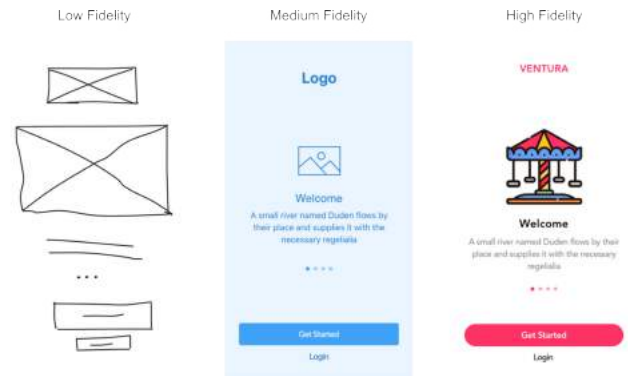 Low Fidelity
Medium Fidelity
High Fidelity
Logo
Welcome
A small river named Duden flows by
their place and supplies it with the
necessary regelialia
Get Started
Login
VENTURA
Welcome
A small river named Duden flows by their
place and supplies it with the necessary
regelialia
Get Started
Login